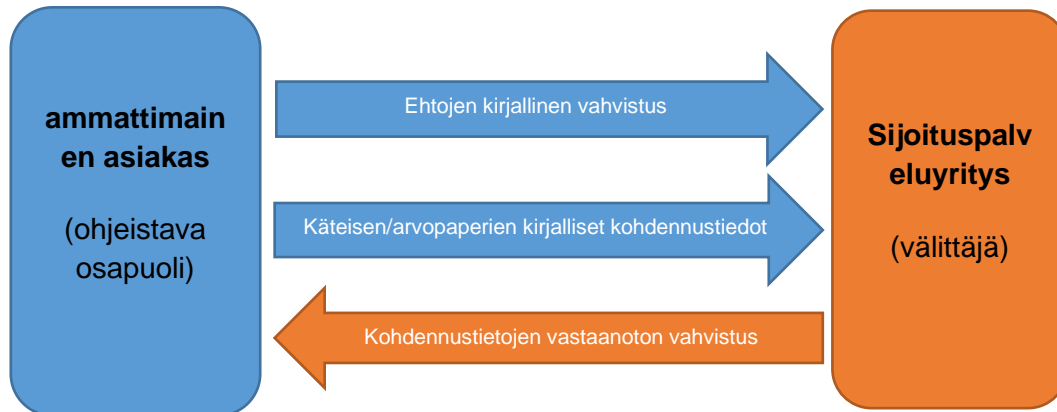 ammattimain
en asiakas
(ohjeistava
osapuoli)
Ehtojen kirjallinen vahvistus
Käteisen/arvopaperien kirjalliset kohdennustiedot
Kohdennustietojen vastaanoton vahvistus
Sijoituspalv
eluyritys
(välittäjä)